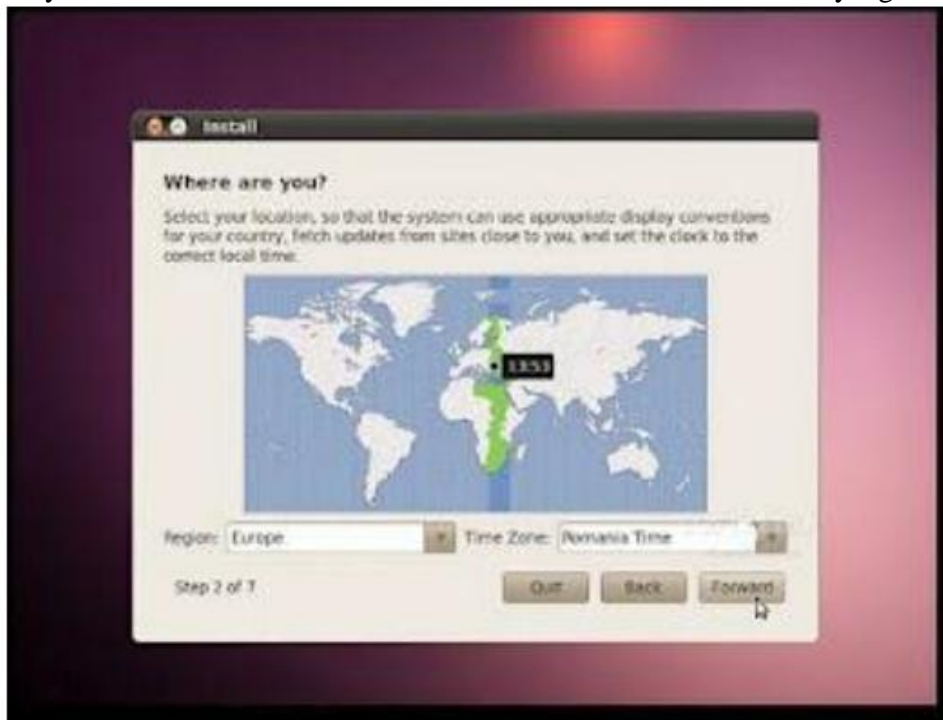 Install
Where are you?
Select your location, so that the system can use appropriate display conventions
for your country, fetch updates from sites close to you, and set the clock to the
correct local time.
13:53
Region: Europe Time Zone: Romania Time
Step 2 of 7 Quit Back Forward